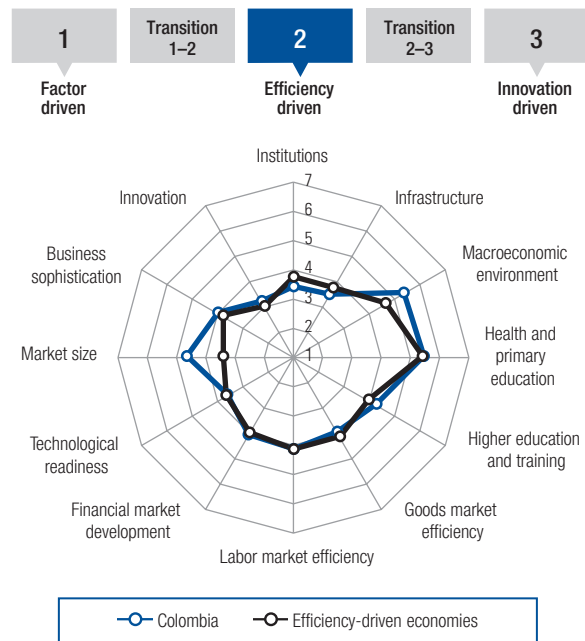 1
Transition
1–2
2
Transition
2–3
3
Factor
driven
Efficiency
driven
Innovation
driven
Institutions
7
6
5
4
3
2
1
Infrastructure
Macroeconomic
environment
Health and
primary
education
Higher education
and training
Goods market
efficiency
Labor market efficiency
Financial market
development
Technological
readiness
Market size
Business
sophistication
Innovation
Colombia
Efficiency-driven economies